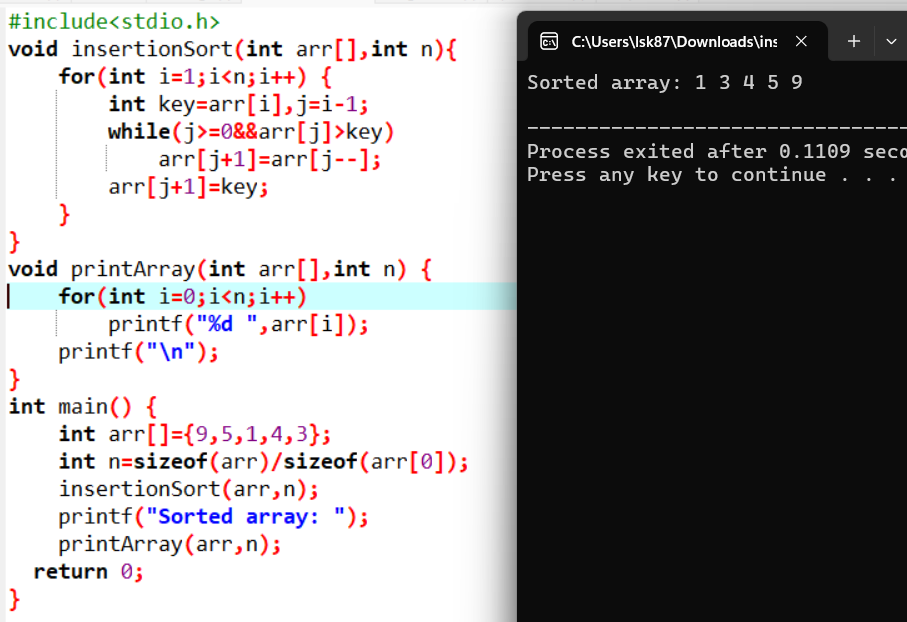 #include<stdio.h>
void insertionSort(int arr[],int n){
    for(int i=1;i<n;i++) {
        int key=arr[i],j=i-1;
        while(j>=0&&arr[j]>key)
            arr[j+1]=arr[j--];
        arr[j+1]=key;
    }
}
void printArray(int arr[],int n) {
    for(int i=0;i<n;i++)
        printf("%d ",arr[i]);
    printf("\n");
}
int main() {
    int arr[]={9,5,1,4,3};
    int n=sizeof(arr)/sizeof(arr[0]);
    insertionSort(arr,n);
    printf("Sorted array: ");
    printArray(arr,n);
  return 0;
}
C:\Users\lsk87\Downloads\ins
Sorted array: 1 3 4 5 9
--------------------------------
Process exited after 0.1109 seco
Press any key to continue . . .